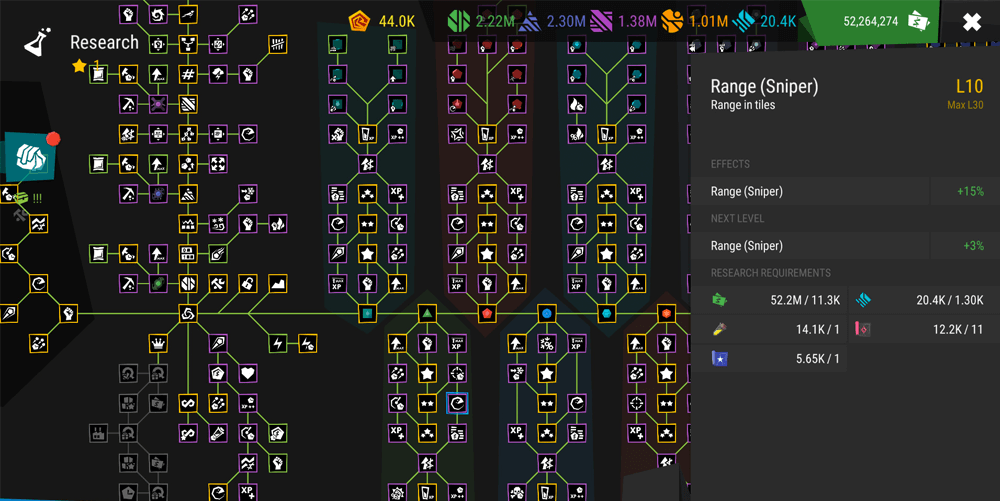 Research
1
44.0K
2.22M
2.30M
1.38M
1.01M
20.4K
52,264,274
Range (Sniper)
L10
Range in tiles
Max L30
EFFECTS
Range (Sniper)
+15%
NEXT LEVEL
Range (Sniper)
+3%
RESEARCH REQUIREMENTS
52.2M / 11.3K
20.4K / 1.30K
14.1K / 1
12.2K / 11
5.65K / 1
!!!